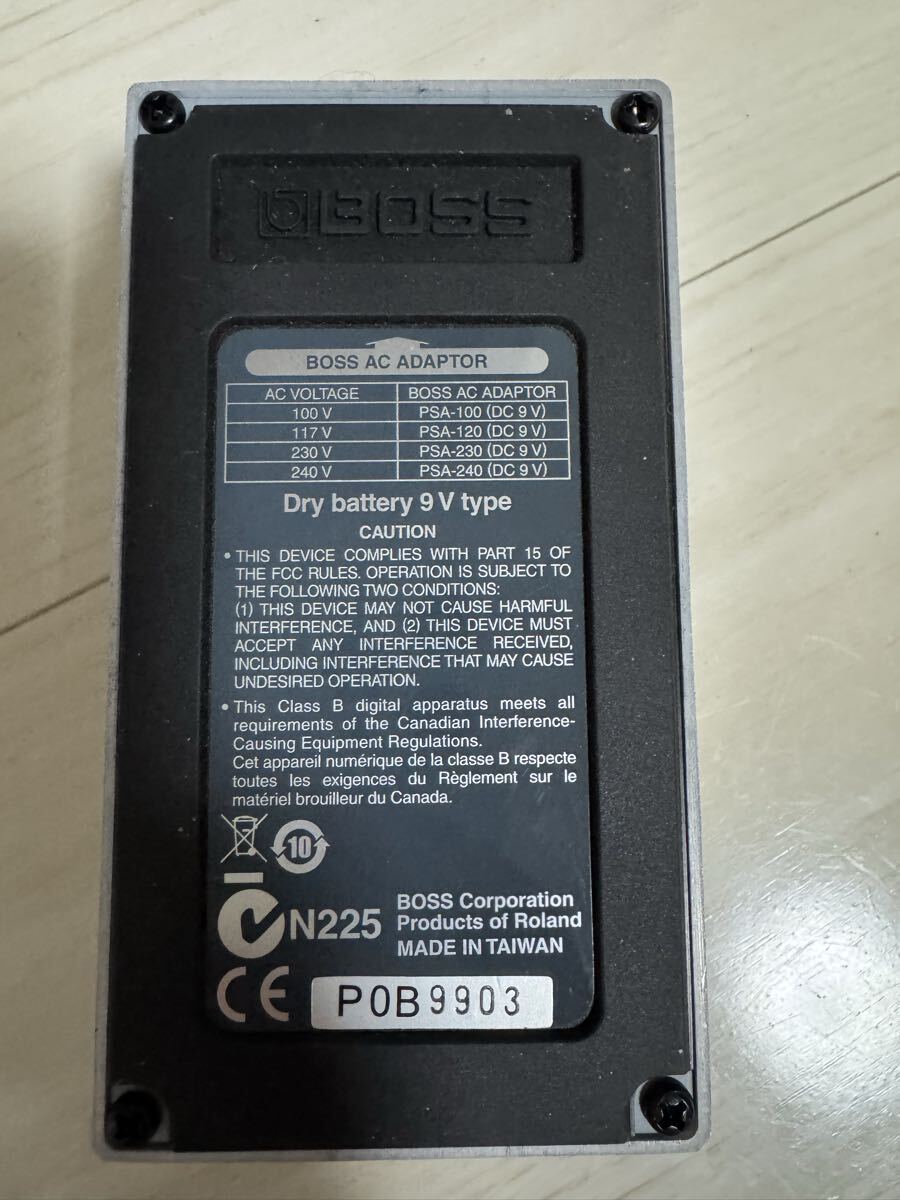 BOSS
BOSS AC ADAPTOR
AC VOLTAGE BOSS AC ADAPTOR
100 V PSA-100 (DC 9 V)
117 V PSA-120 (DC 9 V)
230 V PSA-230 (DC 9 V)
240 V PSA-240 (DC 9 V)
Dry battery 9 V type
CAUTION
• THIS DEVICE COMPLIES WITH PART 15 OF
THE FCC RULES. OPERATION IS SUBJECT TO
THE FOLLOWING TWO CONDITIONS:
(1) THIS DEVICE MAY NOT CAUSE HARMFUL
INTERFERENCE, AND (2) THIS DEVICE MUST
ACCEPT ANY INTERFERENCE RECEIVED,
INCLUDING INTERFERENCE THAT MAY CAUSE
UNDESIRED OPERATION.
• This Class B digital apparatus meets all
requirements of the Canadian Interference-
Causing Equipment Regulations.
Cet appareil numérique de la classe B respecte
toutes les exigences du Règlement sur le
matériel brouilleur du Canada.
10
N225
BOSS Corporation
Products of Roland
MADE IN TAIWAN
CE
P0B9903